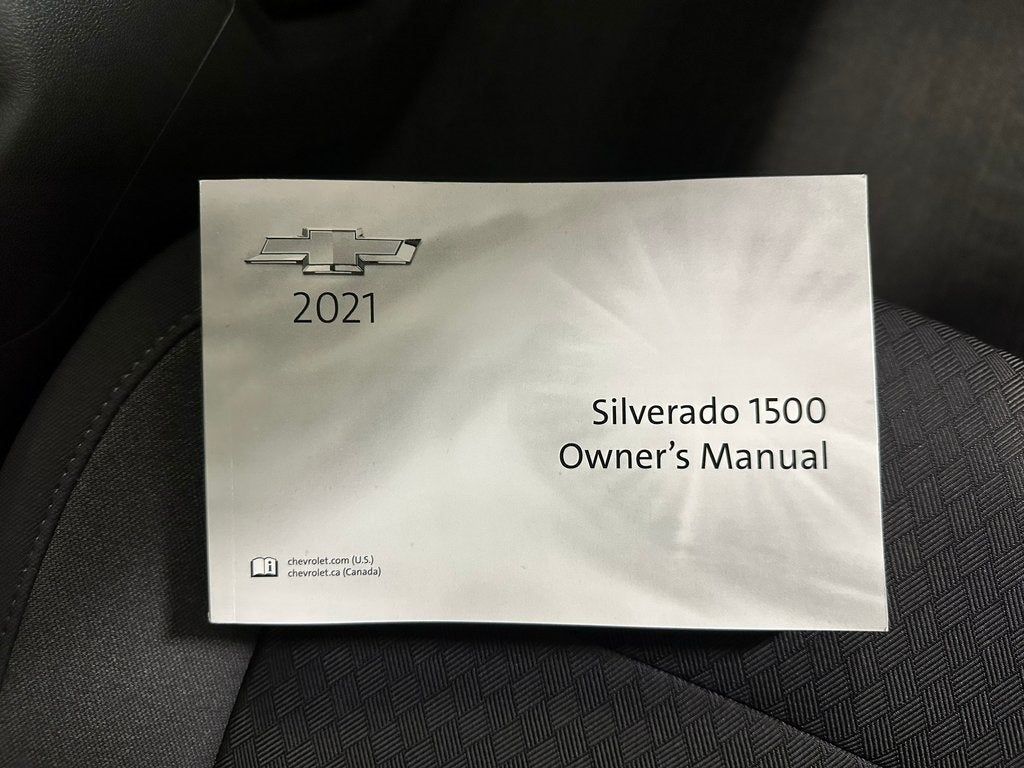 2021
Silverado 1500
Owner's Manual
chevrolet.com (U.S.)
chevrolet.ca (Canada)